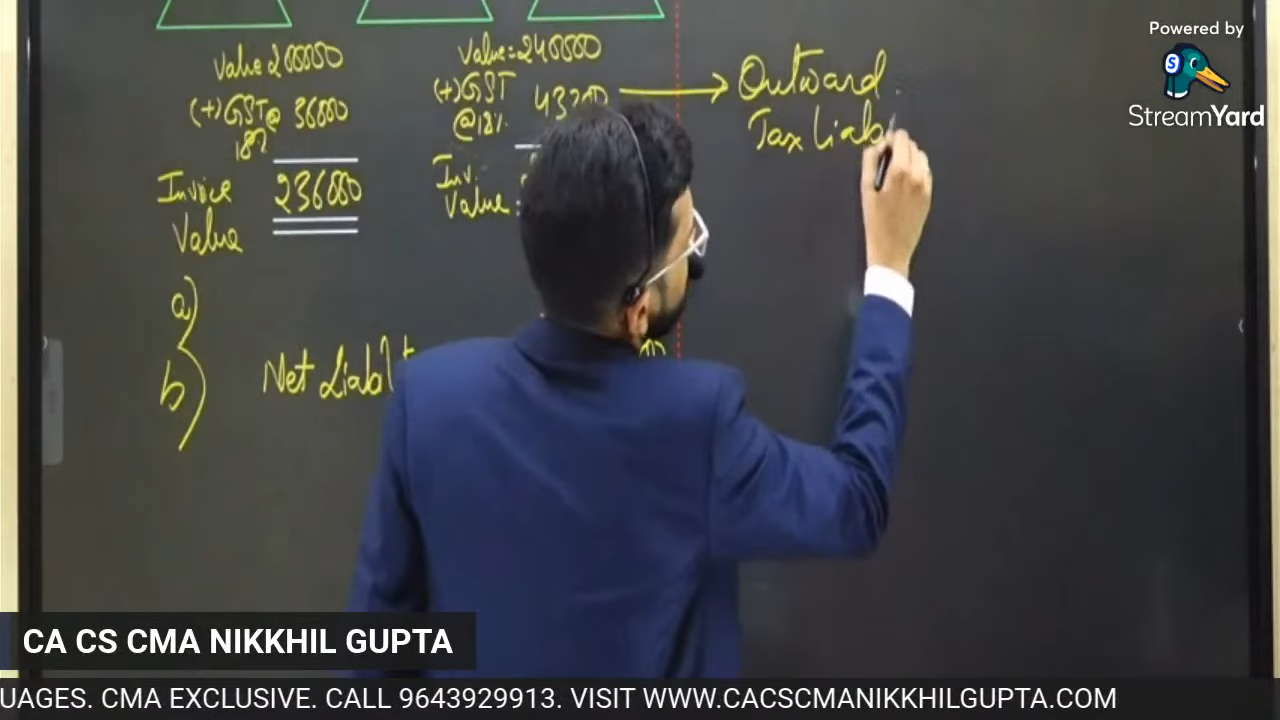 Powered by
StreamYard
Value 200000
(+) GST@ 36000
18%
Invoice 236000
Value
Value = 240000
(+) GST 43200
@18%
Inv.
Value :
Outward
Tax Liab
a)
b)
Net Liabl
CA CS CMA NIKKHIL GUPTA
UAGES. CMA EXCLUSIVE. CALL 9643929913. VISIT WWW.CACSCMANIKKHILGUPTA.COM